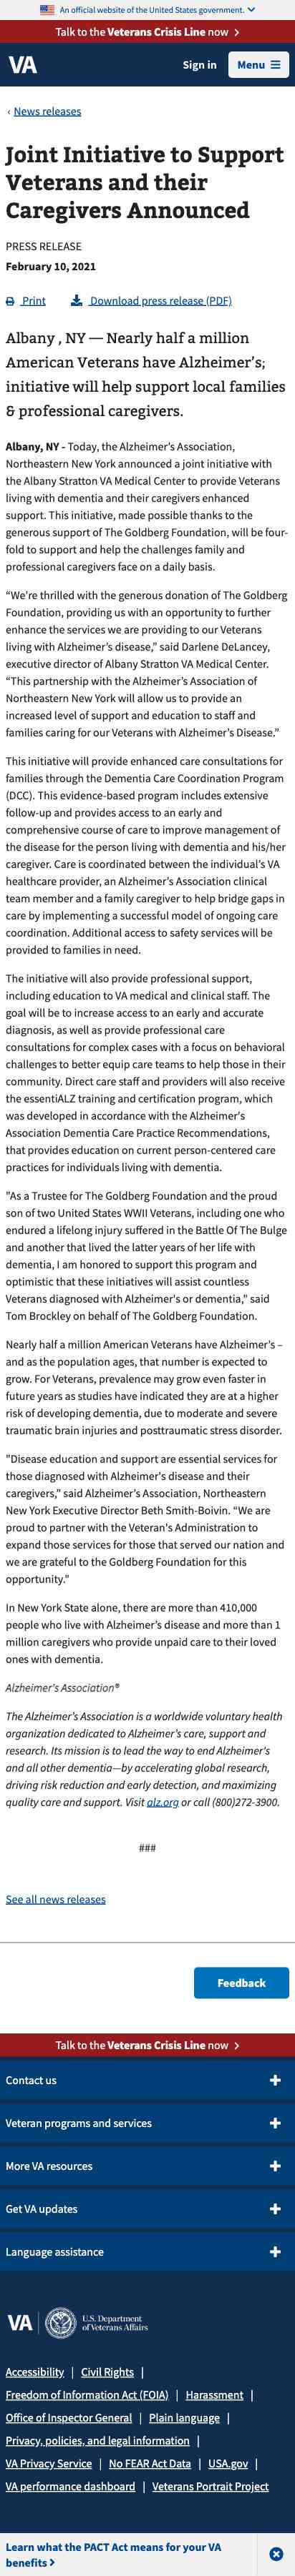 An official website of the United States government.
Talk to the Veterans Crisis Line now
VA
Sign in
Menu
‹ News releases
Joint Initiative to Support
Veterans and their
Caregivers Announced
PRESS RELEASE
February 10, 2021
Print
Download press release (PDF)
Albany , NY — Nearly half a million
American Veterans have Alzheimer's;
initiative will help support local families
& professional caregivers.
Albany, NY - Today, the Alzheimer's Association,
Northeastern New York announced a joint initiative with
the Albany Stratton VA Medical Center to provide Veterans
living with dementia and their caregivers enhanced
support. This initiative, made possible thanks to the
generous support of The Goldberg Foundation, will be four-
fold to support and help the challenges family and
professional caregivers face on a daily basis.
“We're thrilled with the generous donation of The Goldberg
Foundation, providing us with an opportunity to further
enhance the services we are providing to our Veterans
living with Alzheimer's disease,” said Darlene DeLancey,
executive director of Albany Stratton VA Medical Center.
“This partnership with the Alzheimer's Association of
Northeastern New York will allow us to provide an
increased level of support and education to staff and
families caring for our Veterans with Alzheimer's Disease.”
This initiative will provide enhanced care consultations for
families through the Dementia Care Coordination Program
(DCC). This evidence-based program includes extensive
follow-up and provides access to an early and
comprehensive course of care to improve management of
the disease for the person living with dementia and his/her
caregiver. Care is coordinated between the individual's VA
healthcare provider, an Alzheimer's Association clinical
team member and a family caregiver to help bridge gaps in
care by implementing a successful model of ongoing care
coordination. Additional access to safety services will be
provided to families in need.
The initiative will also provide professional support,
including education to VA medical and clinical staff. The
goal will be to increase access to an early and accurate
diagnosis, as well as provide professional care
consultations for complex cases with a focus on behavioral
challenges to better equip care teams to help those in their
community. Direct care staff and providers will also receive
the essentiALZ training and certification program, which
was developed in accordance with the Alzheimer's
Association Dementia Care Practice Recommendations,
that provides education on current person-centered care
practices for individuals living with dementia.
"As a Trustee for The Goldberg Foundation and the proud
son of two United States WWII Veterans, including one who
endured a lifelong injury suffered in the Battle Of The Bulge
and another that lived the latter years of her life with
dementia, I am honored to support this program and
optimistic that these initiatives will assist countless
Veterans diagnosed with Alzheimer's or dementia," said
Tom Brockley on behalf of The Goldberg Foundation.
Nearly half a million American Veterans have Alzheimer's –
and as the population ages, that number is expected to
grow. For Veterans, prevalence may grow even faster in
future years as studies have indicated they are at a higher
risk of developing dementia, due to moderate and severe
traumatic brain injuries and posttraumatic stress disorder.
"Disease education and support are essential services for
those diagnosed with Alzheimer's disease and their
caregivers,” said Alzheimer's Association, Northeastern
New York Executive Director Beth Smith-Boivin. “We are
proud to partner with the Veteran's Administration to
expand those services for those that served our nation and
we are grateful to the Goldberg Foundation for this
opportunity."
In New York State alone, there are more than 410,000
people who live with Alzheimer's disease and more than 1
million caregivers who provide unpaid care to their loved
ones with dementia.
Alzheimer's Association®
The Alzheimer's Association is a worldwide voluntary health
organization dedicated to Alzheimer's care, support and
research. Its mission is to lead the way to end Alzheimer's
and all other dementia—by accelerating global research,
driving risk reduction and early detection, and maximizing
quality care and support. Visit alz.org or call (800)272-3900.
###
See all news releases
Feedback
Talk to the Veterans Crisis Line now
Contact us
Veteran programs and services
More VA resources
Get VA updates
Language assistance
VA U.S. Department
of Veterans Affairs
Accessibility | Civil Rights |
Freedom of Information Act (FOIA) | Harassment |
Office of Inspector General | Plain language |
Privacy, policies, and legal information |
VA Privacy Service | No FEAR Act Data | USA.gov |
VA performance dashboard | Veterans Portrait Project
Learn what the PACT Act means for your VA
benefits